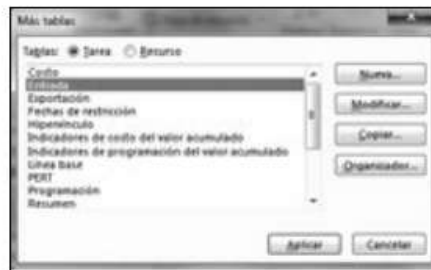 Más tablas
Tablas: Tarea Recurso
Costo
Entrada
Exportación
Fechas de restricción
Hipervínculo
Indicadores de costo del valor acumulado
Indicadores de programación del valor acumulado
Línea base
PERT
Programación
Resumen
Nueva...
Modificar...
Copiar...
Organizador...
Aplicar Cancelar